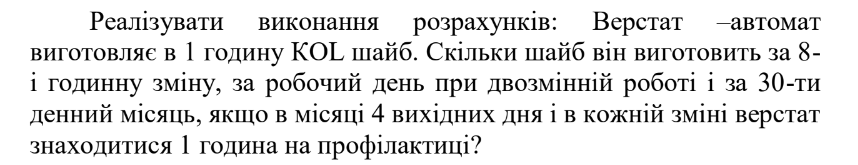 Реалізувати виконання розрахунків: Верстат –автомат
виготовляє в 1 годину KOL шайб. Скільки шайб він виготовить за 8-
і годинну зміну, за робочий день при двозмінній роботі і за 30-ти
денний місяць, якщо в місяці 4 вихідних дня і в кожній зміні верстат
знаходитися 1 година на профілактиці?